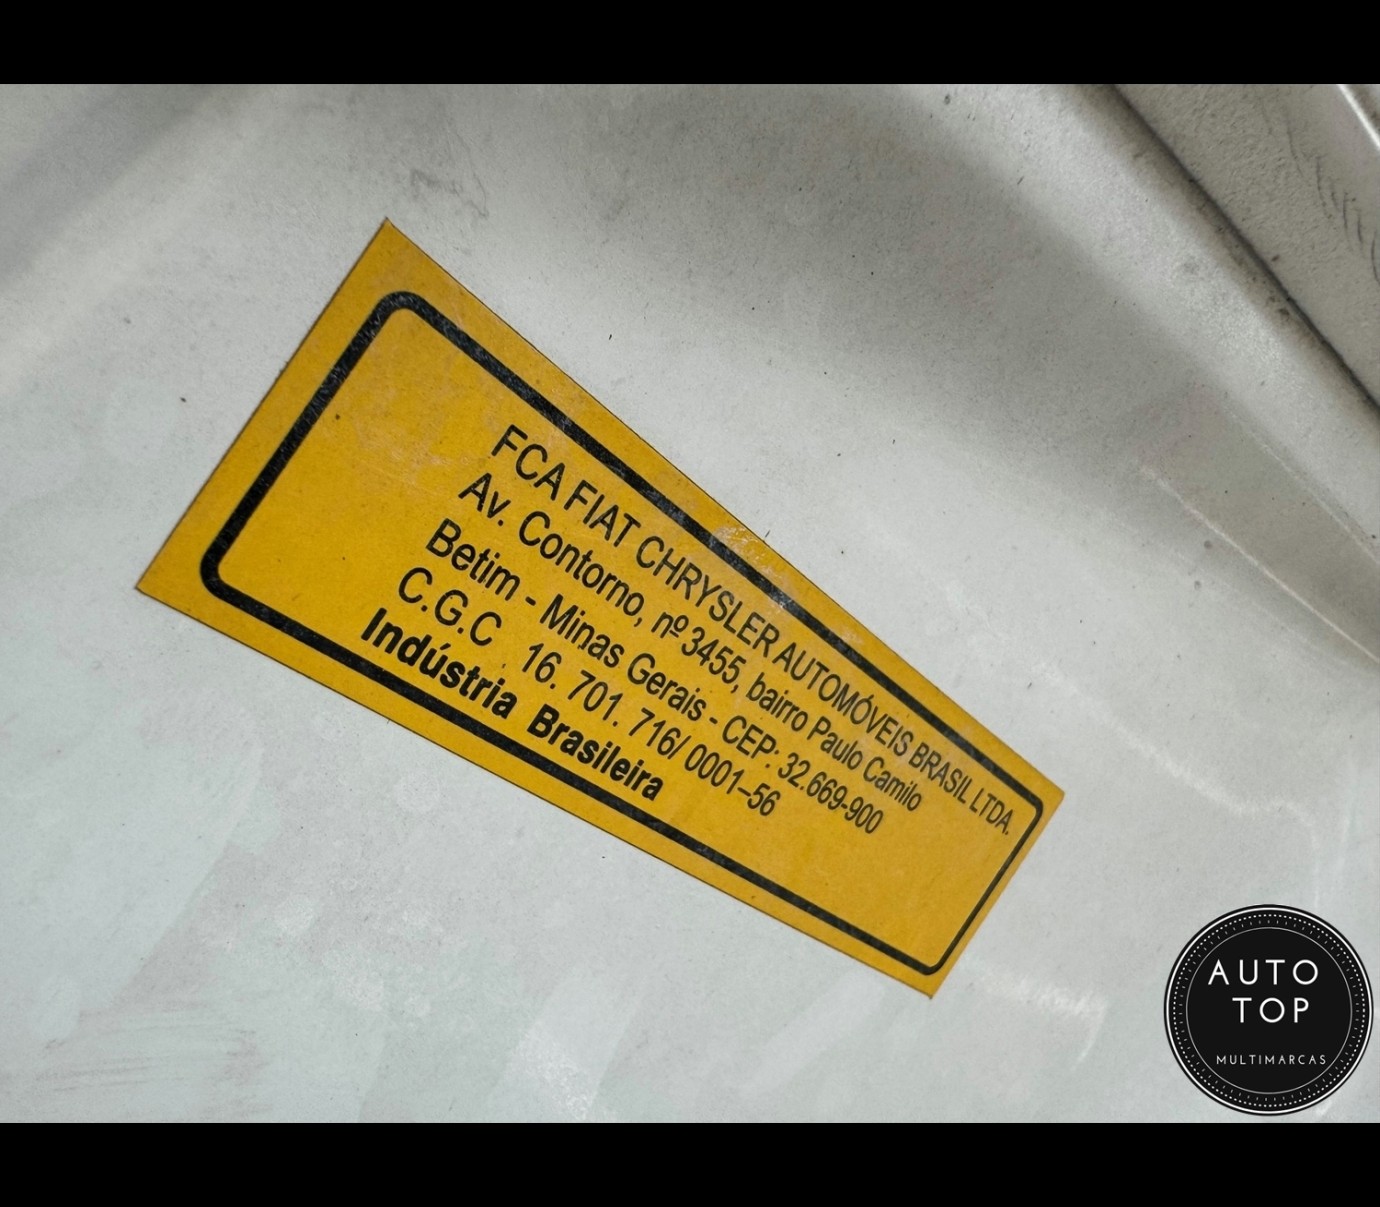 FCA FIAT CHRYSLER AUTOMÓVEIS BRASIL LTDA.
Av. Contorno, nº 3455, bairro Paulo Camilo
Betim - Minas Gerais - CEP: 32.669-900
C.G.C 16. 701. 716/ 0001-56
Indústria Brasileira
AUTO
TOP
MULTIMARCAS